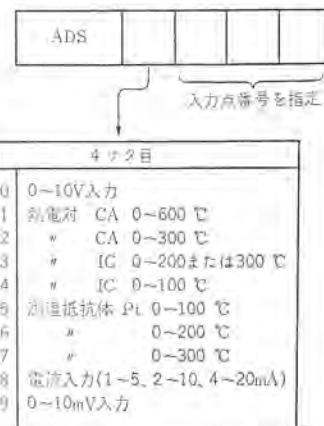 ADS
入力点番号を指定
4ケタ目
0 0~10V入力
1 熱電対 CA 0~600 ℃
2 〃 CA 0~300 ℃
3 〃 IC 0~200または300 ℃
4 〃 IC 0~100 ℃
5 測温抵抗体 Pt 0~100 ℃
6 〃 0~200 ℃
7 〃 0~300 ℃
8 電流入力(1~5、2~10、4~20mA)
9 0~10mV入力